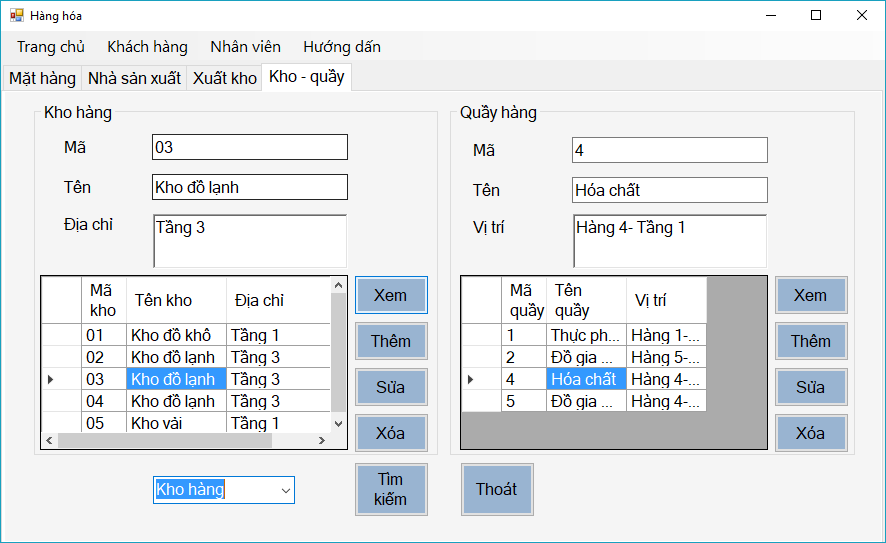 Hàng hóa
Trang chủ Khách hàng Nhân viên Hướng dấn
Mặt hàng Nhà sản xuất Xuất kho Kho - quầy
Kho hàng
Mã 03
Tên Kho đồ lạnh
Địa chỉ Tầng 3
Mã kho Tên kho Địa chỉ
01 Kho đồ khô Tầng 1
02 Kho đồ lạnh Tầng 3
03 Kho đồ lạnh Tầng 3
04 Kho đồ lạnh Tầng 3
05 Kho vải Tầng 1
Xem
Thêm
Sửa
Xóa
Kho hàng
Tìm kiếm
Quầy hàng
Mã 4
Tên Hóa chất
Vị trí Hàng 4- Tầng 1
Mã quầy Tên quầy Vị trí
1 Thực ph... Hàng 1-...
2 Đồ gia ... Hàng 5-...
4 Hóa chất Hàng 4-...
5 Đồ gia ... Hàng 4-...
Xem
Thêm
Sửa
Xóa
Thoát